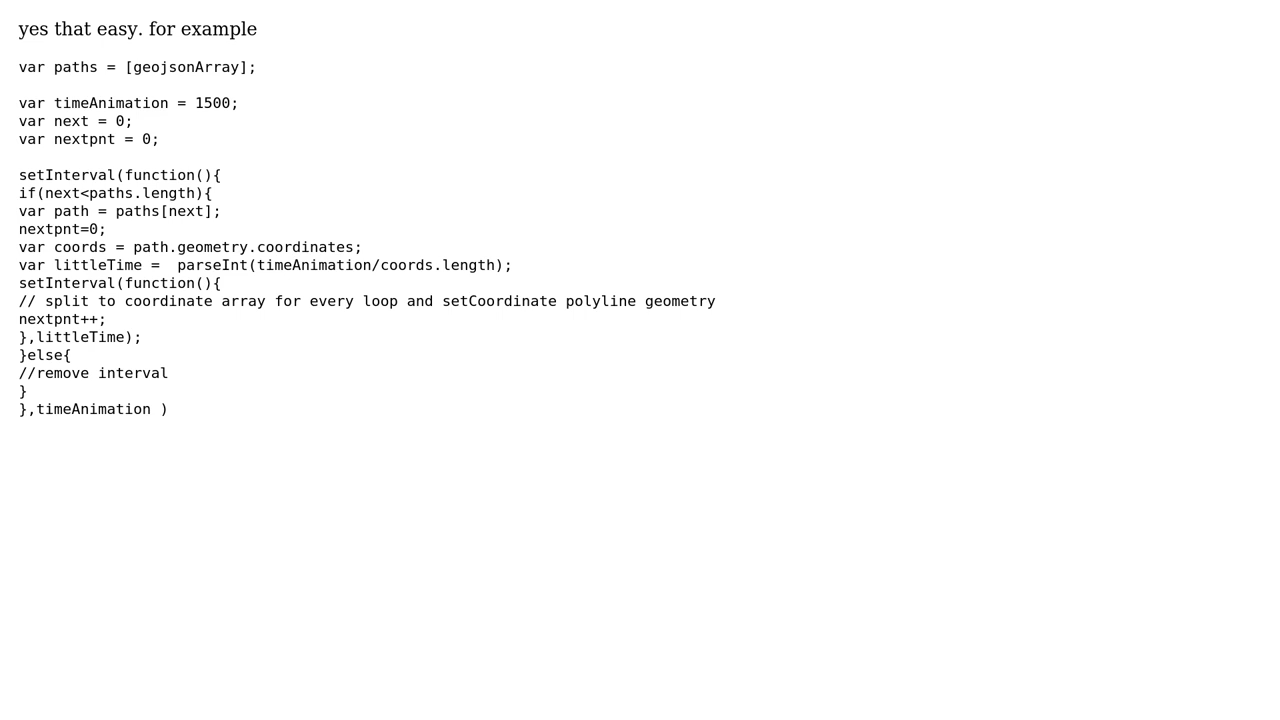 yes that easy. for example
var paths = [geojsonArray];
var timeAnimation = 1500;
var next = 0;
var nextpnt = 0;
setInterval(function(){
if(next<paths.length){
var path = paths[next];
nextpnt=0;
var coords = path.geometry.coordinates;
var littleTime =  parseInt(timeAnimation/coords.length);
setInterval(function(){
// split to coordinate array for every loop and setCoordinate polyline geometry
nextpnt++;
},littleTime);
}else{
//remove interval
}
},timeAnimation )